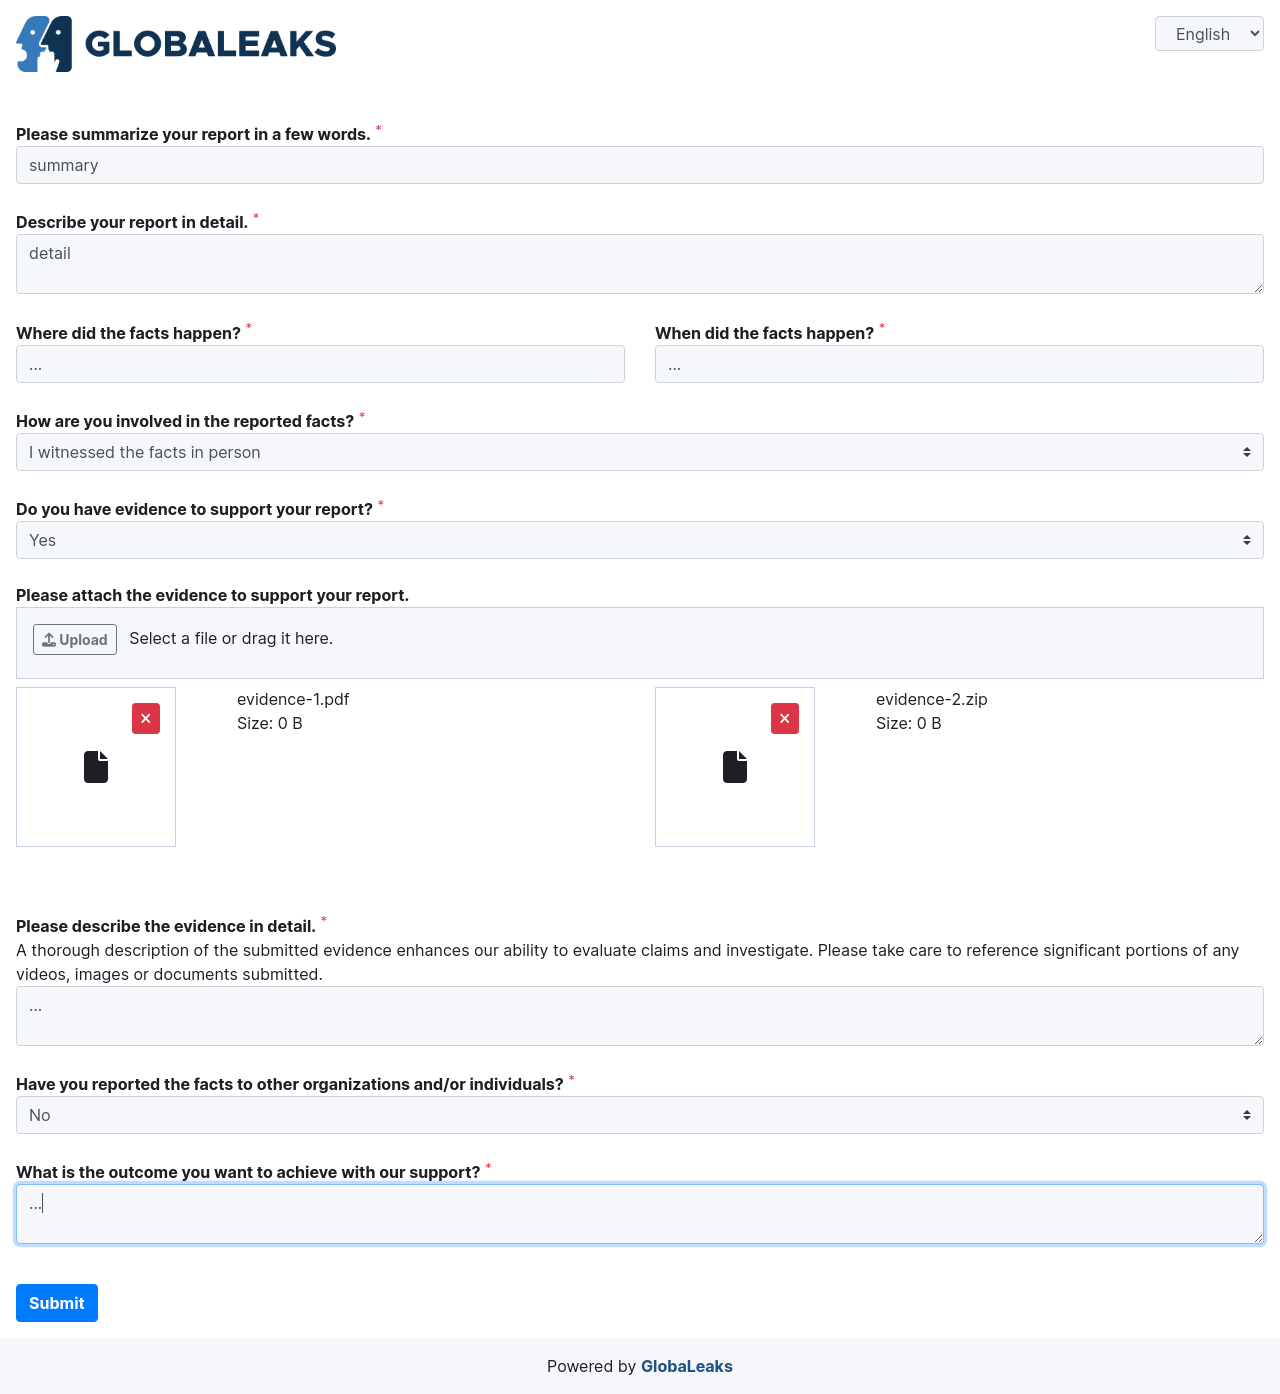 GLOBALEAKS
English
Please summarize your report in a few words. *
summary
Describe your report in detail. *
detail
Where did the facts happen? *
...
When did the facts happen? *
...
How are you involved in the reported facts? *
I witnessed the facts in person
Do you have evidence to support your report? *
Yes
Please attach the evidence to support your report.
Upload Select a file or drag it here.
evidence-1.pdf
Size: 0 B
evidence-2.zip
Size: 0 B
Please describe the evidence in detail. *
A thorough description of the submitted evidence enhances our ability to evaluate claims and investigate. Please take care to reference significant portions of any
videos, images or documents submitted.
...
Have you reported the facts to other organizations and/or individuals? *
No
What is the outcome you want to achieve with our support? *
...
Submit
Powered by GlobaLeaks